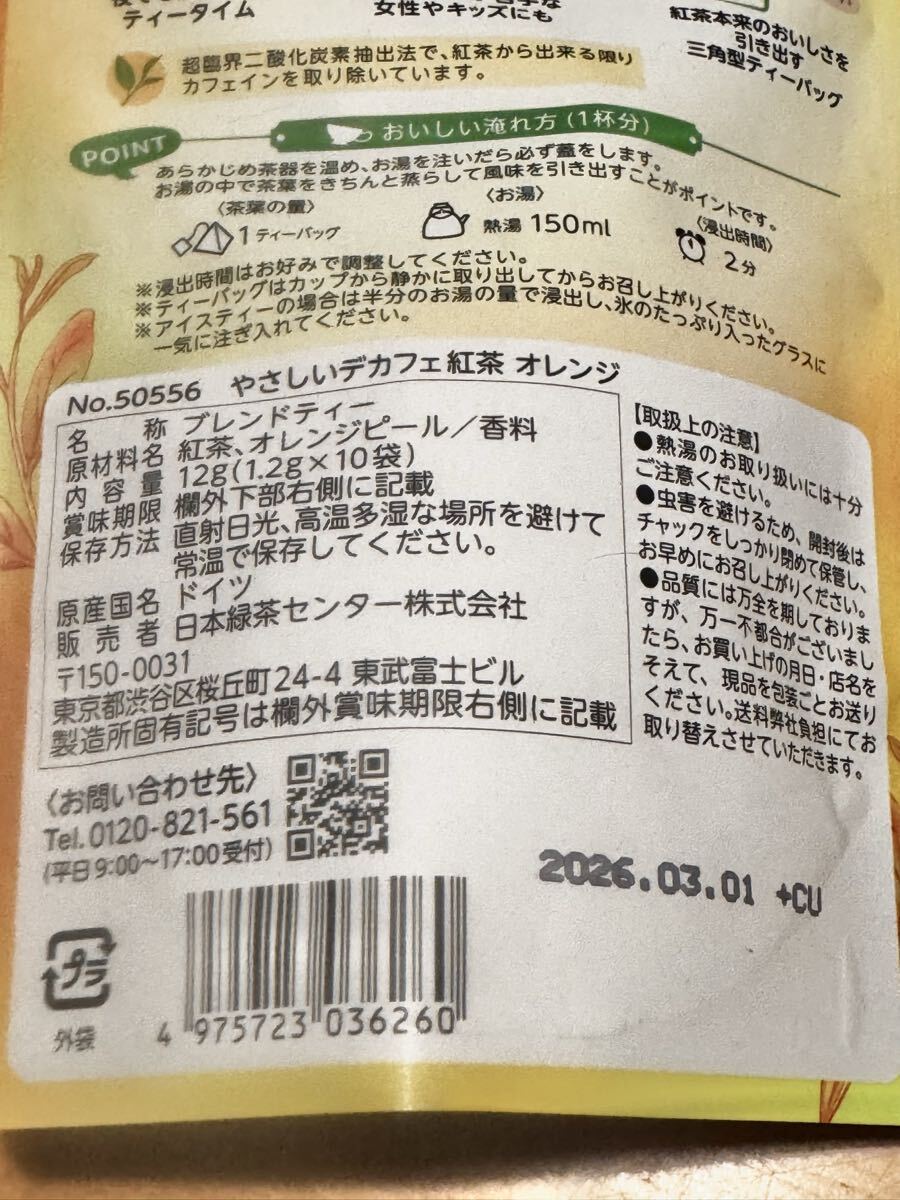 ティータイム
女性やキッズにも
紅茶本来のおいしさを
引き出す
三角型ティーバッグ
超臨界二酸化炭素抽出法で、紅茶から出来る限り
カフェインを取り除いています。
POINT
おいしい淹れ方(1杯分)
あらかじめ茶器を温め、お湯を注いだら必ず蓋をします。
お湯の中で茶葉をきちんと蒸らして風味を引き出すことがポイントです。
〈茶葉の量〉
1ティーバッグ
〈お湯〉
熱湯 150ml
〈浸出時間〉
2分
※浸出時間はお好みで調整してください。
※ティーバッグはカップから静かに取り出してからお召し上がりください。
※アイスティーの場合は半分のお湯の量で浸出し、氷のたっぷり入ったグラスに
一気に注ぎ入れてください。
No.50556 やさしいデカフェ紅茶 オレンジ
名称 ブレンドティー
原材料名 紅茶、オレンジピール/香料
内容量 12g(1.2g×10袋)
賞味期限 欄外下部右側に記載
保存方法 直射日光、高温多湿な場所を避けて
常温で保存してください。
原産国名 ドイツ
販売者 日本緑茶センター株式会社
〒150-0031
東京都渋谷区桜丘町24-4 東武富士ビル
製造所固有記号は欄外賞味期限右側に記載
【取扱上の注意】
●熱湯のお取り扱いには十分
ご注意ください。
●虫害を避けるため、開封後は
チャックをしっかり閉めて保管し、
お早めにお召し上がりください。
●品質には万全を期しておりま
すが、万一不都合がございまし
たら、お買い上げの月日・店名を
そえて、現品を包装ごとお送り
ください。送料弊社負担にてお
取り替えさせていただきます。
〈お問い合わせ先〉
Tel.0120-821-561
(平日9:00〜17:00受付)
2026.03.01 +CU
プラ
外袋
4 975723 036260